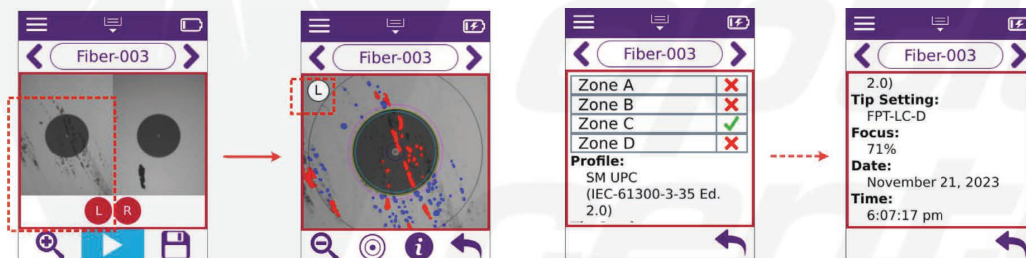 Fiber-003
L
R
Fiber-003
L
i
Fiber-003
Zone A
Zone B
Zone C
Zone D
Profile:
SM UPC
(IEC-61300-3-35 Ed.
2.0)
Fiber-003
2.0)
Tip Setting:
FPT-LC-D
Focus:
71%
Date:
November 21, 2023
Time:
6:07:17 pm